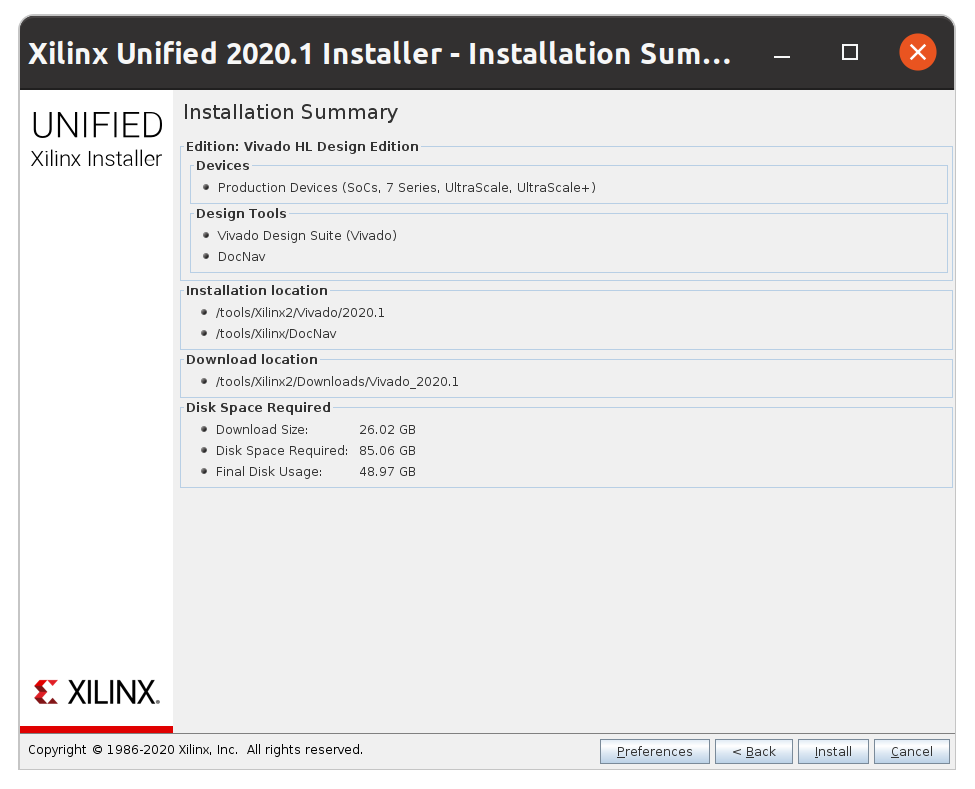 Xilinx Unified 2020.1 Installer - Installation Sum...
UNIFIED
Xilinx Installer
Installation Summary
Edition: Vivado HL Design Edition
Devices
Production Devices (SoCs, 7 Series, UltraScale, UltraScale+)
Design Tools
Vivado Design Suite (Vivado)
DocNav
Installation location
/tools/Xilinx2/Vivado/2020.1
/tools/Xilinx/DocNav
Download location
/tools/Xilinx2/Downloads/Vivado_2020.1
Disk Space Required
Download Size: 26.02 GB
Disk Space Required: 85.06 GB
Final Disk Usage: 48.97 GB
XILINX.
Copyright © 1986-2020 Xilinx, Inc. All rights reserved.
Preferences < Back Install Cancel